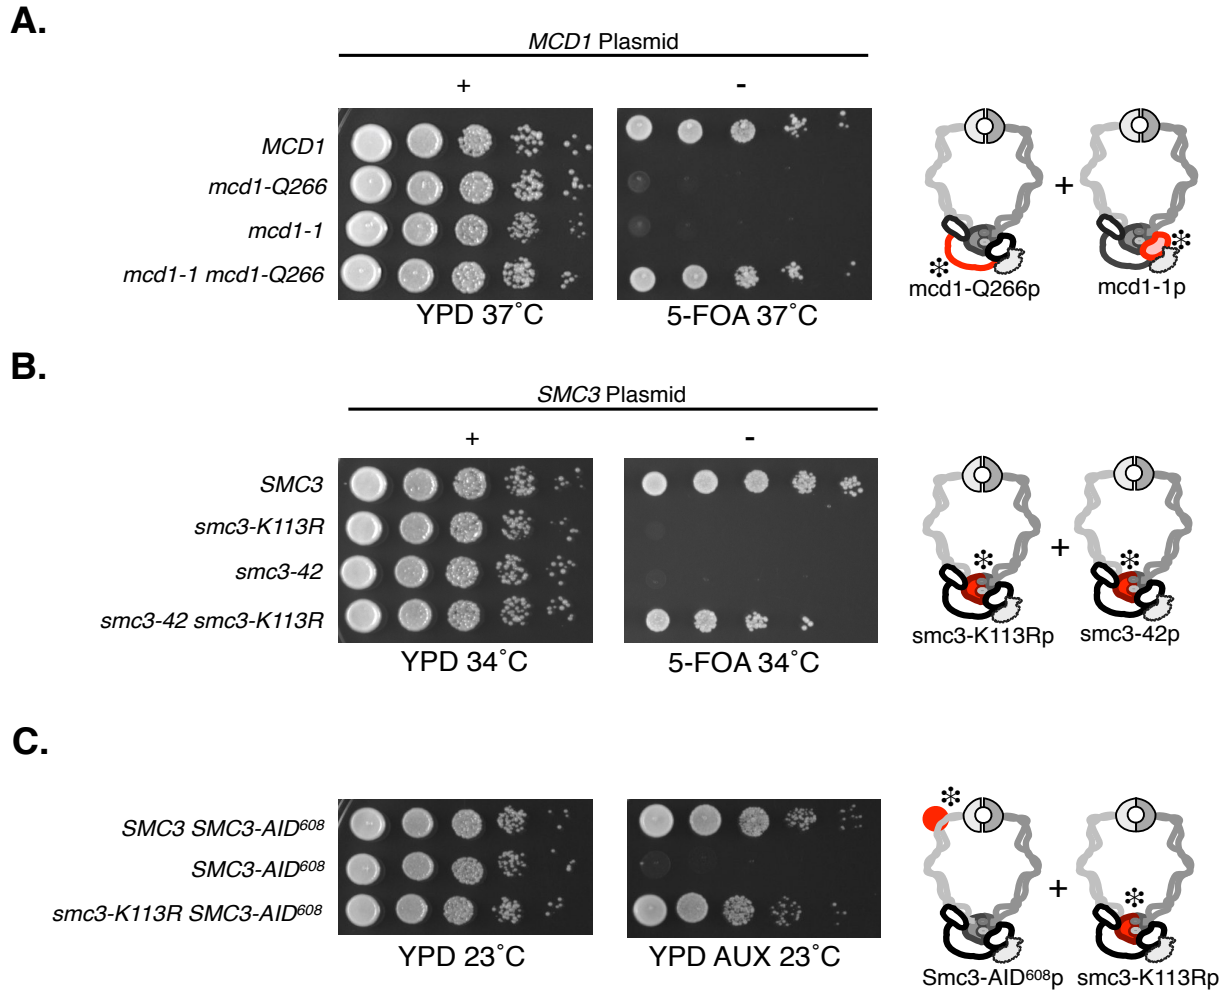 A.
MCD1 Plasmid
+ -
MCD1
mcd1-Q266
mcd1-1
mcd1-1 mcd1-Q266
YPD 37˚C 5-FOA 37˚C
+
mcd1-Q266p mcd1-1p
B.
SMC3 Plasmid
+ -
SMC3
smc3-K113R
smc3-42
smc3-42 smc3-K113R
YPD 34˚C 5-FOA 34˚C
+
smc3-K113Rp smc3-42p
C.
SMC3 SMC3-AID608
SMC3-AID608
smc3-K113R SMC3-AID608
YPD 23˚C YPD AUX 23˚C
+
Smc3-AID608p smc3-K113Rp